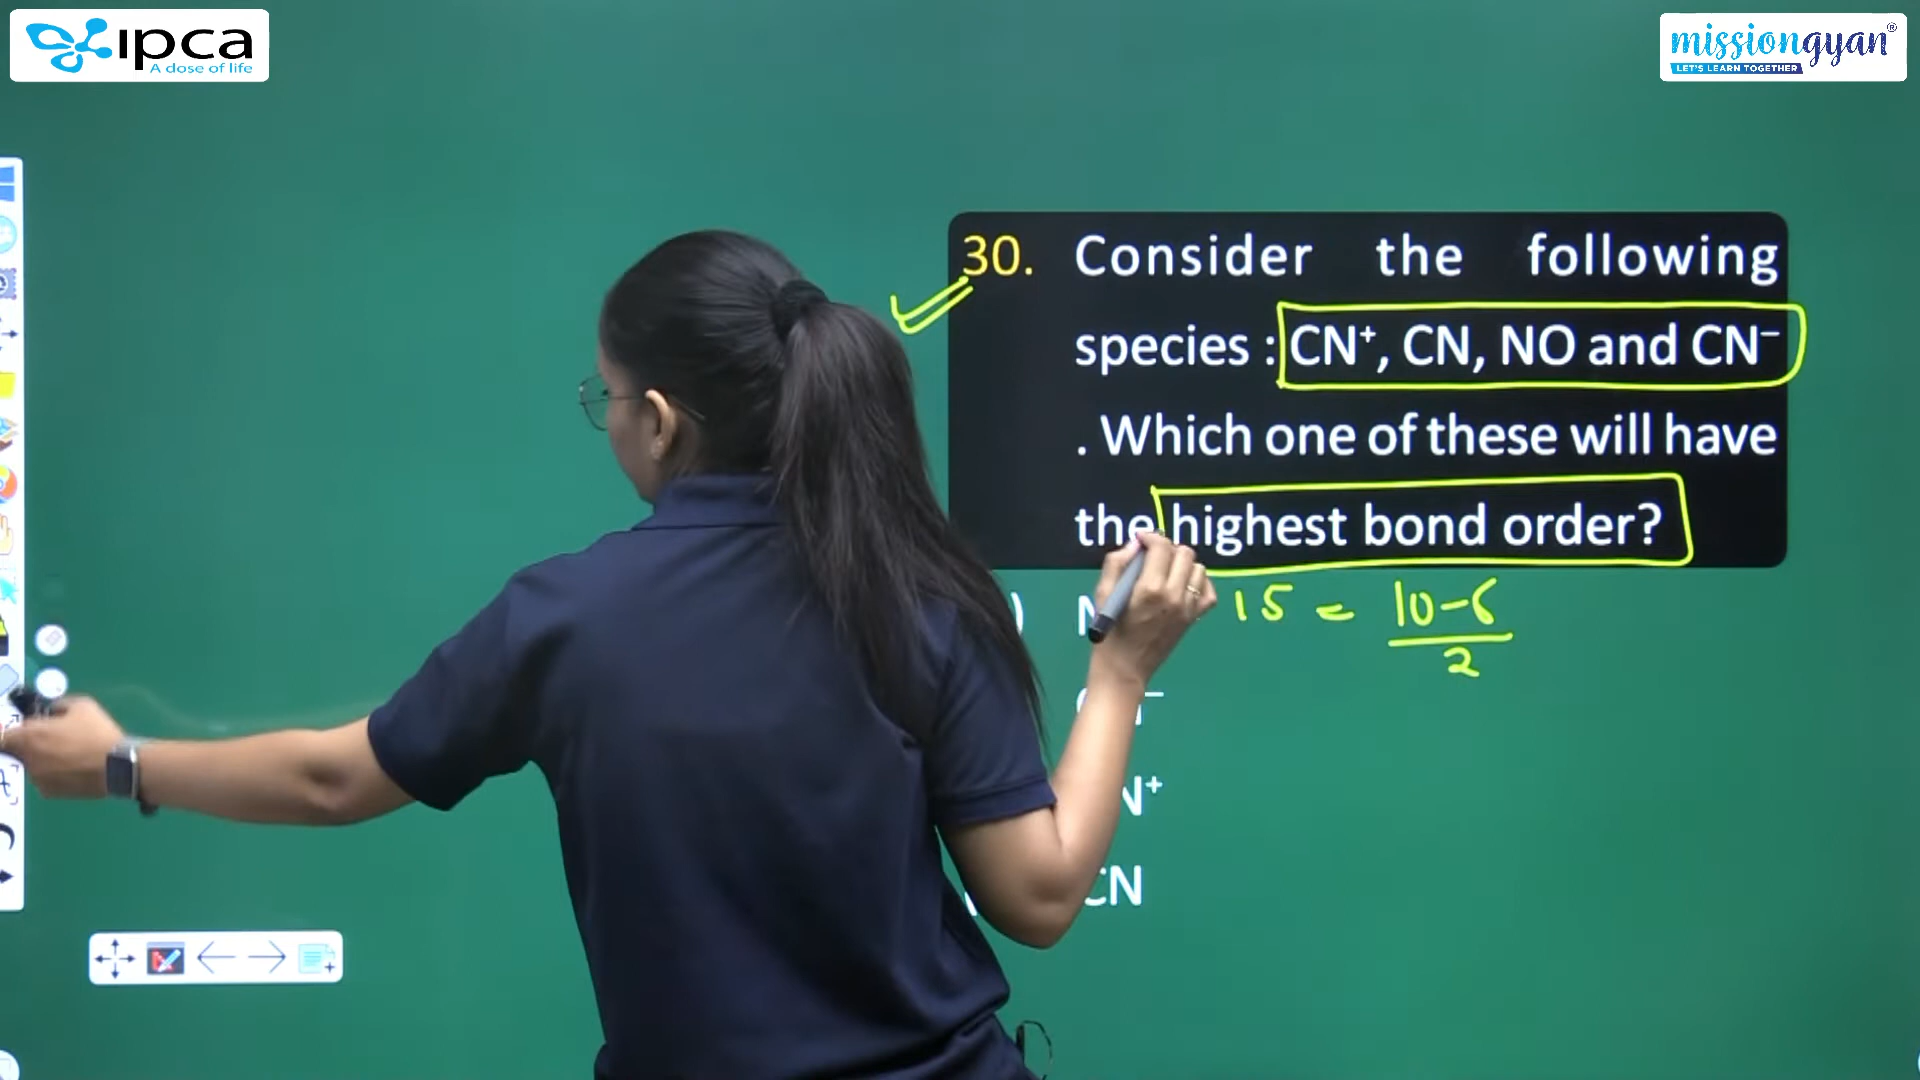 ipca
A dose of life
missiongyan®
LET'S LEARN TOGETHER
30. Consider the following
species : CN⁺, CN, NO and CN⁻
. Which one of these will have
the highest bond order?
15 = 10-6
2
N⁺
CN